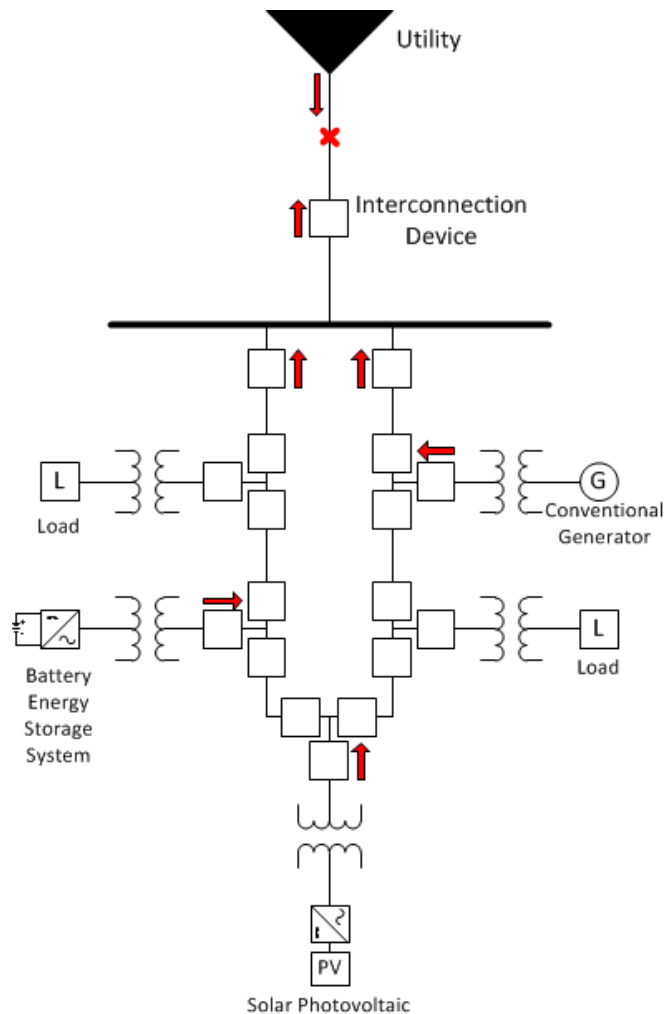 Utility
Interconnection
Device
L
Load
G
Conventional
Generator
Battery
Energy
Storage
System
L
Load
PV
Solar Photovoltaic